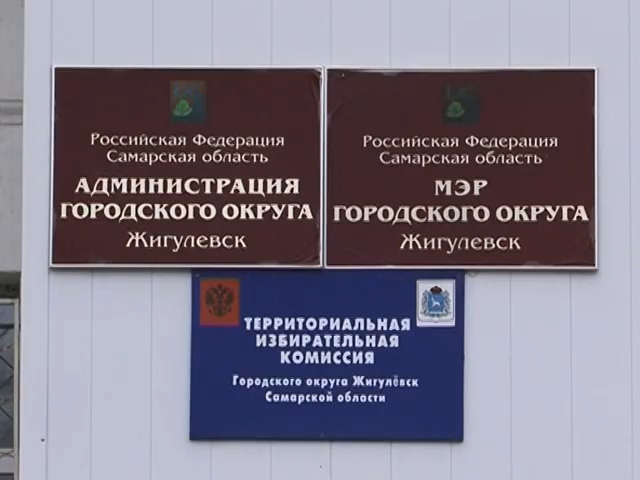 Российская Федерация
Самарская область
АДМИНИСТРАЦИЯ
ГОРОДСКОГО ОКРУГА
Жигулевск
Российская Федерация
Самарская область
МЭР
ГОРОДСКОГО ОКРУГА
Жигулевск
ТЕРРИТОРИАЛЬНАЯ
ИЗБИРАТЕЛЬНАЯ
КОМИССИЯ
Городского округа Жигулёвск
Самарской области